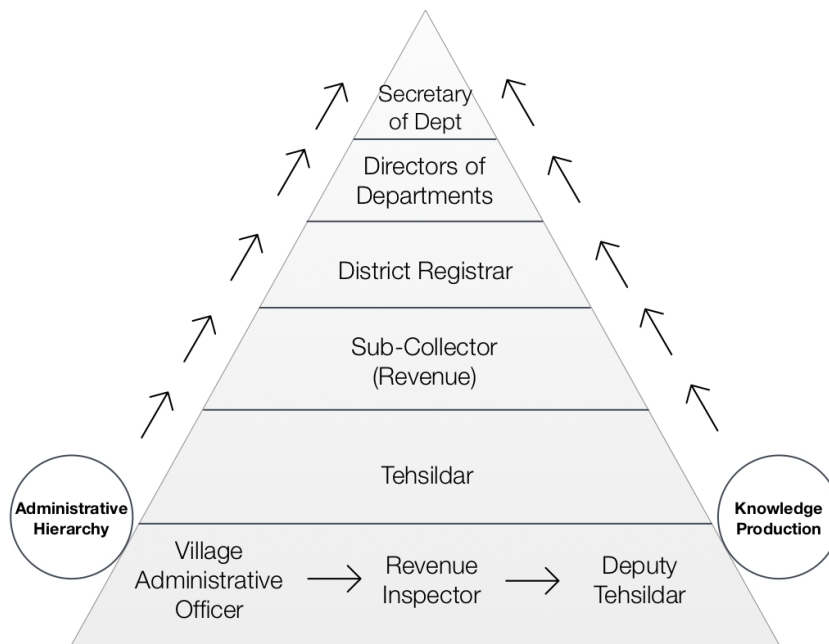 Secretary
of Dept
Directors of
Departments
District Registrar
Sub-Collector
(Revenue)
Tehsildar
Administrative
Hierarchy
Knowledge
Production
Village
Administrative
Officer
Revenue
Inspector
Deputy
Tehsildar